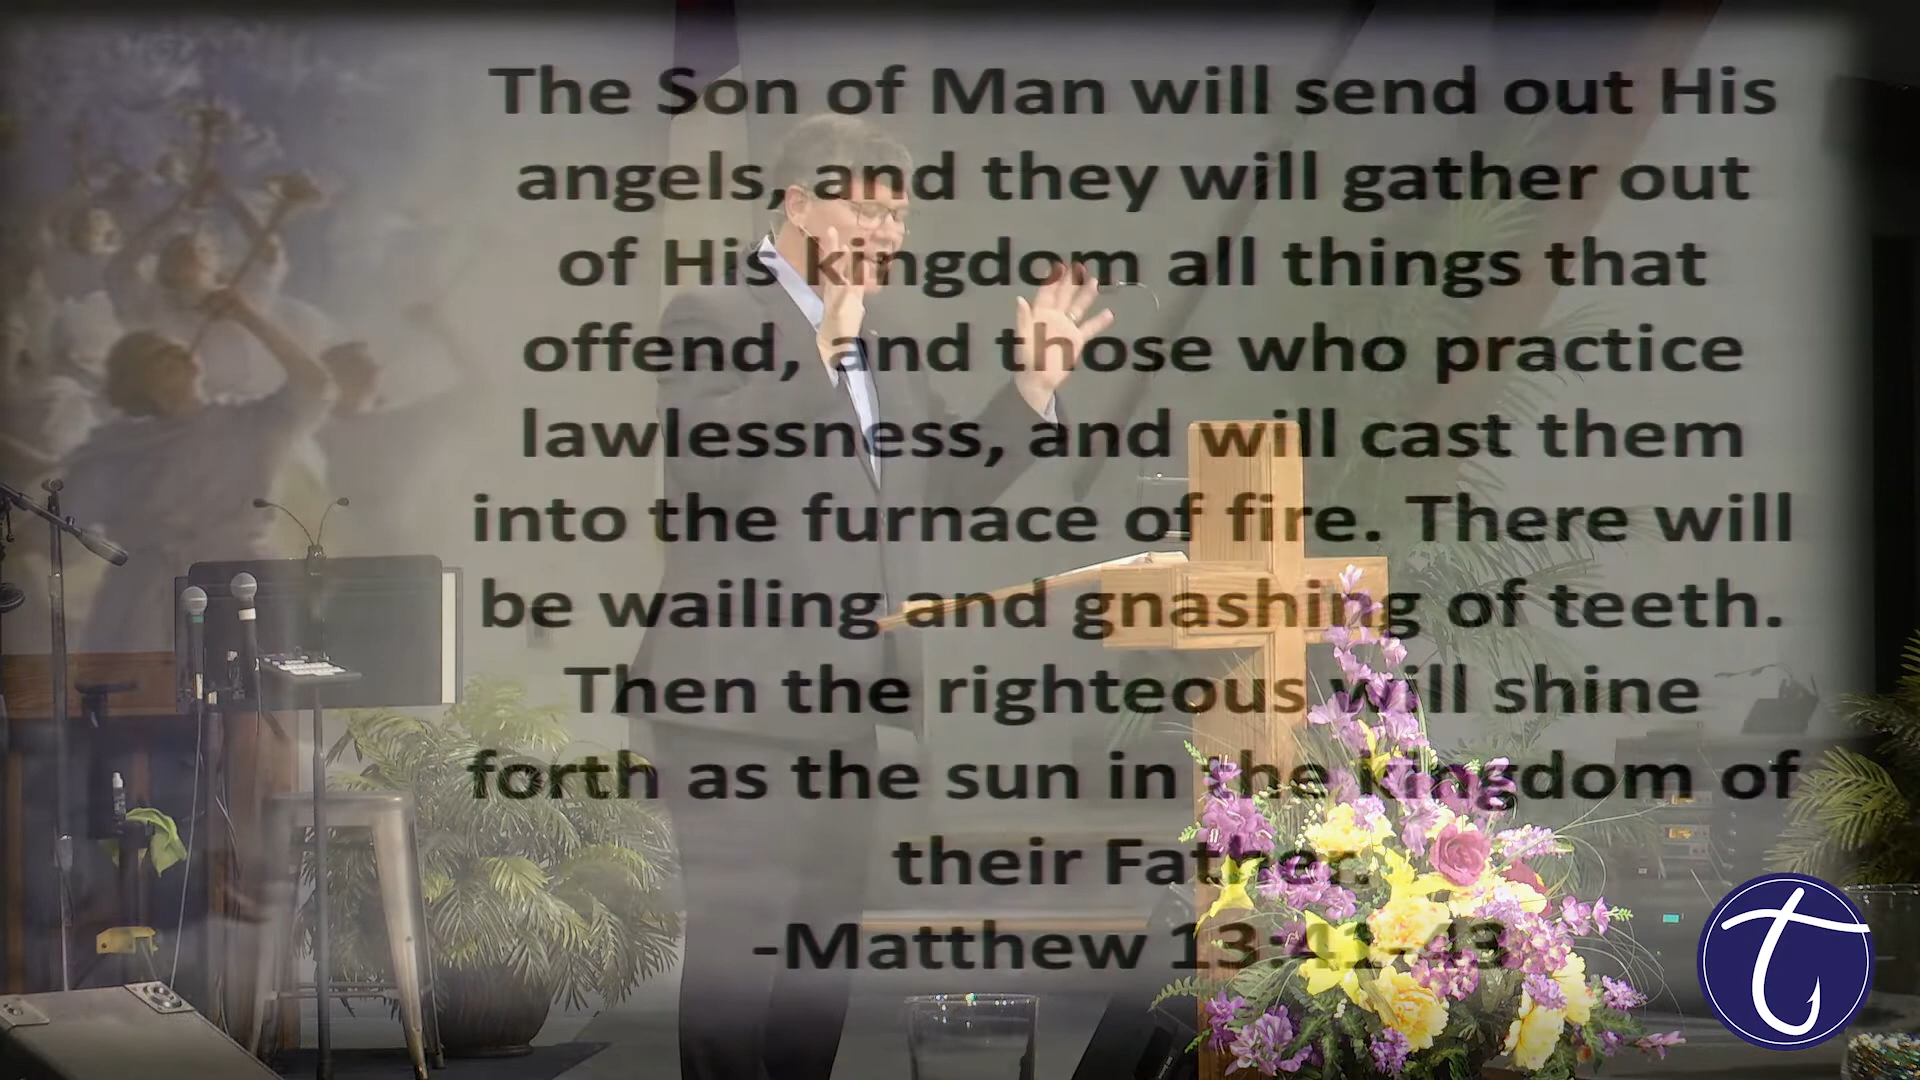 The Son of Man will send out His
angels, and they will gather out
of His kingdom all things that
offend, and those who practice
lawlessness, and will cast them
into the furnace of fire. There will
be wailing and gnashing of teeth.
Then the righteous will shine
forth as the sun in the kingdom of
their Father.
-Matthew 13:41-43